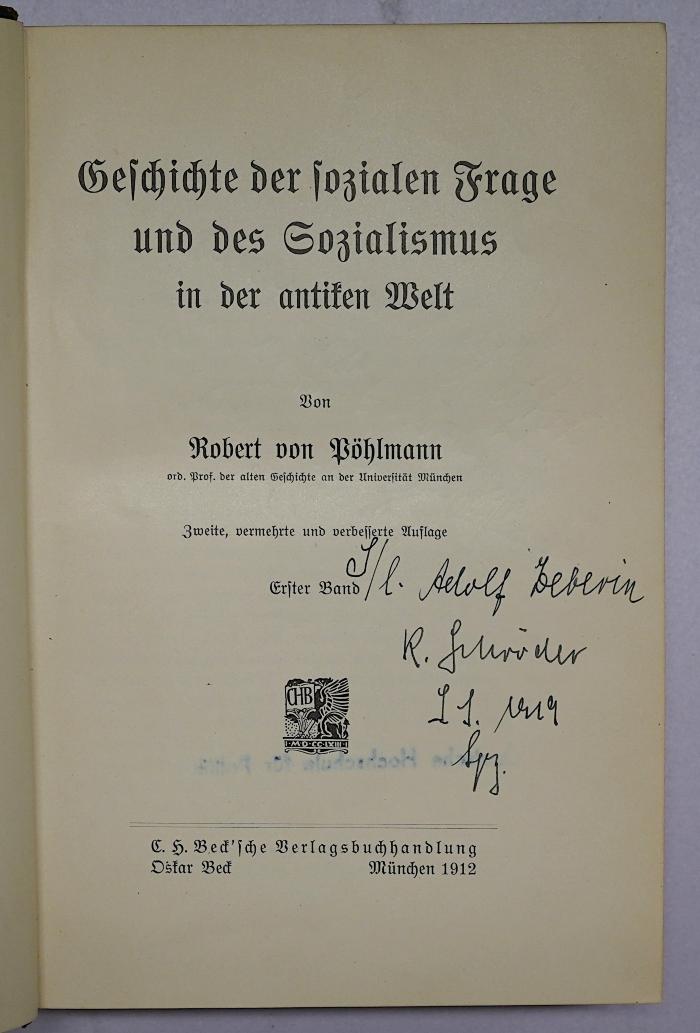 Geschichte der sozialen Frage
und des Sozialismus
in der antiken Welt
Von
Robert von Pöhlmann
ord. Prof. der alten Geschichte an der Universität München
Zweite, vermehrte und verbesserte Auflage
Erster Band
Adolf
K. Schröder
Spz.
CHB
MDCCLXIII
C. H. Beck'sche Verlagsbuchhandlung
Oskar Beck München 1912